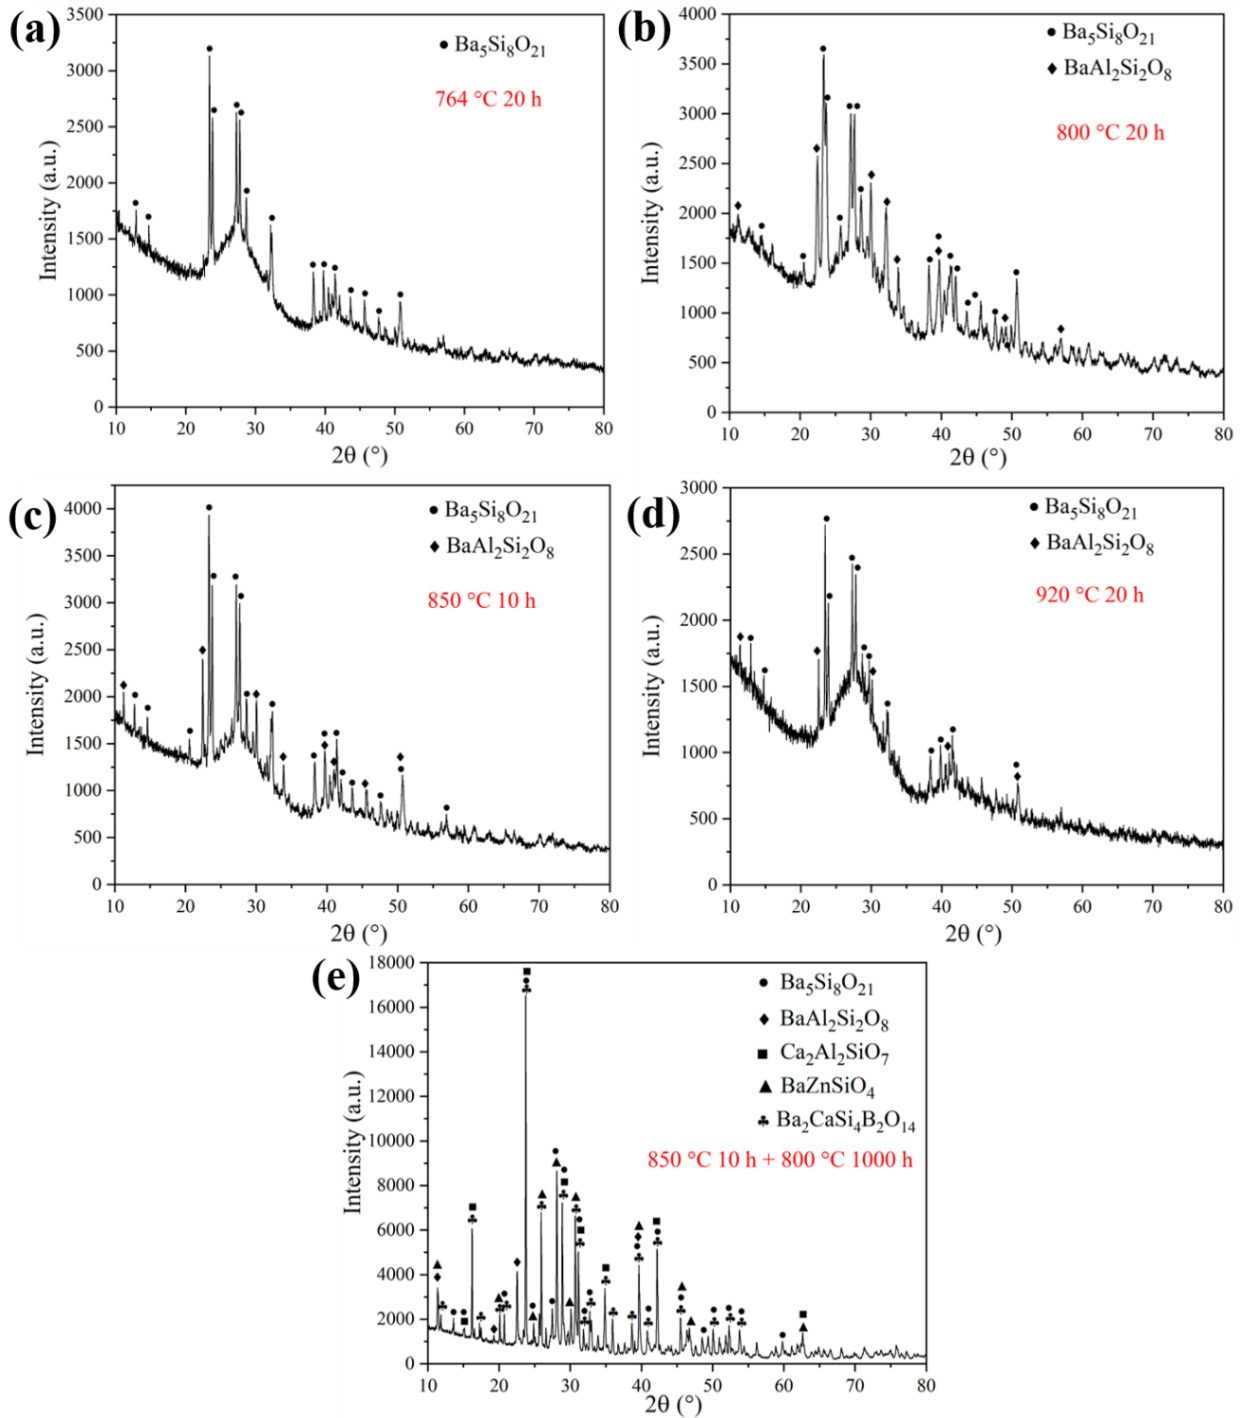 (a)
3500
3000
2500
2000
1500
1000
500
0
Intensity (a.u.)
10 20 30 40 50 60 70 80
2θ (°)
● Ba₅Si₈O₂₁
764 °C 20 h
(b)
4000
3500
3000
2500
2000
1500
1000
500
0
Intensity (a.u.)
10 20 30 40 50 60 70 80
2θ (°)
● Ba₅Si₈O₂₁
♦ BaAl₂Si₂O₈
800 °C 20 h
(c)
4000
3500
3000
2500
2000
1500
1000
500
0
Intensity (a.u.)
10 20 30 40 50 60 70 80
2θ (°)
● Ba₅Si₈O₂₁
♦ BaAl₂Si₂O₈
850 °C 10 h
(d)
3000
2500
2000
1500
1000
500
0
Intensity (a.u.)
10 20 30 40 50 60 70 80
2θ (°)
● Ba₅Si₈O₂₁
♦ BaAl₂Si₂O₈
920 °C 20 h
(e)
18000
16000
14000
12000
10000
8000
6000
4000
2000
0
Intensity (a.u.)
10 20 30 40 50 60 70 80
2θ (°)
● Ba₅Si₈O₂₁
♦ BaAl₂Si₂O₈
■ Ca₂Al₂SiO₇
▲ BaZnSiO₄
♣ Ba₂CaSi₄B₂O₁₄
850 °C 10 h + 800 °C 1000 h